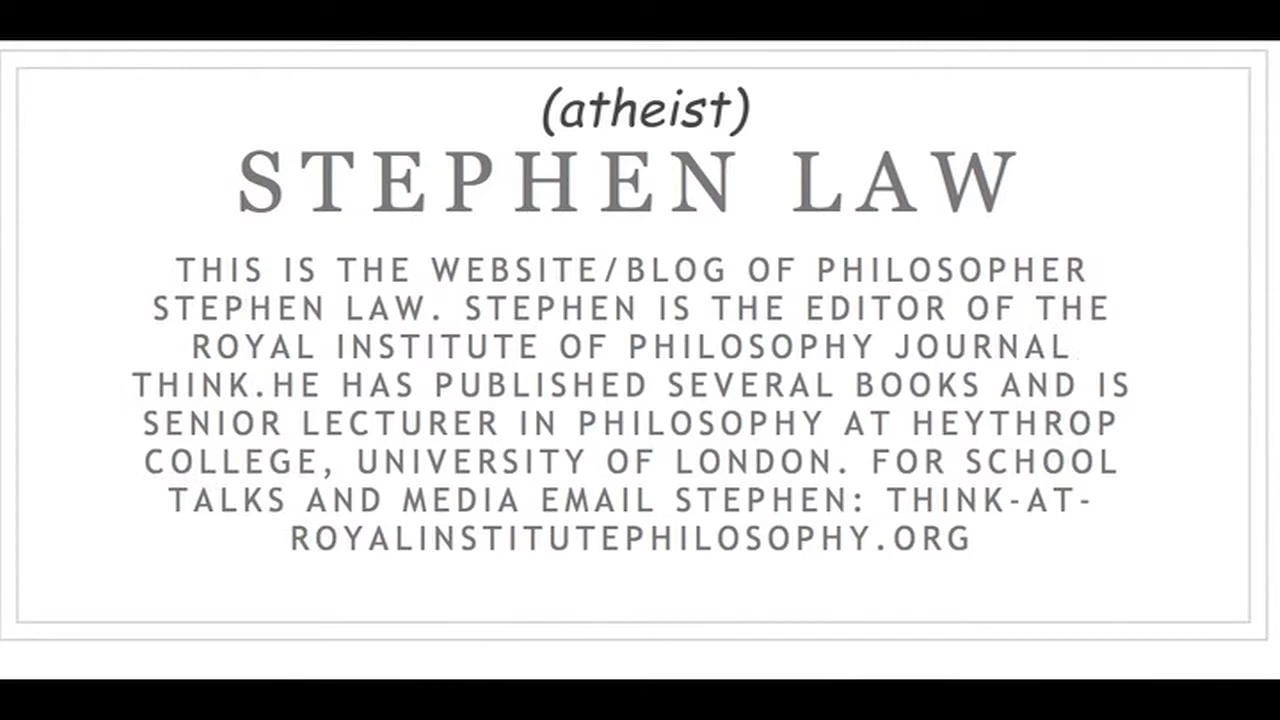 (atheist)
STEPHEN LAW
THIS IS THE WEBSITE/BLOG OF PHILOSOPHER
STEPHEN LAW. STEPHEN IS THE EDITOR OF THE
ROYAL INSTITUTE OF PHILOSOPHY JOURNAL
THINK.HE HAS PUBLISHED SEVERAL BOOKS AND IS
SENIOR LECTURER IN PHILOSOPHY AT HEYTHROP
COLLEGE, UNIVERSITY OF LONDON. FOR SCHOOL
TALKS AND MEDIA EMAIL STEPHEN: THINK-AT-
ROYALINSTITUTEPHILOSOPHY.ORG